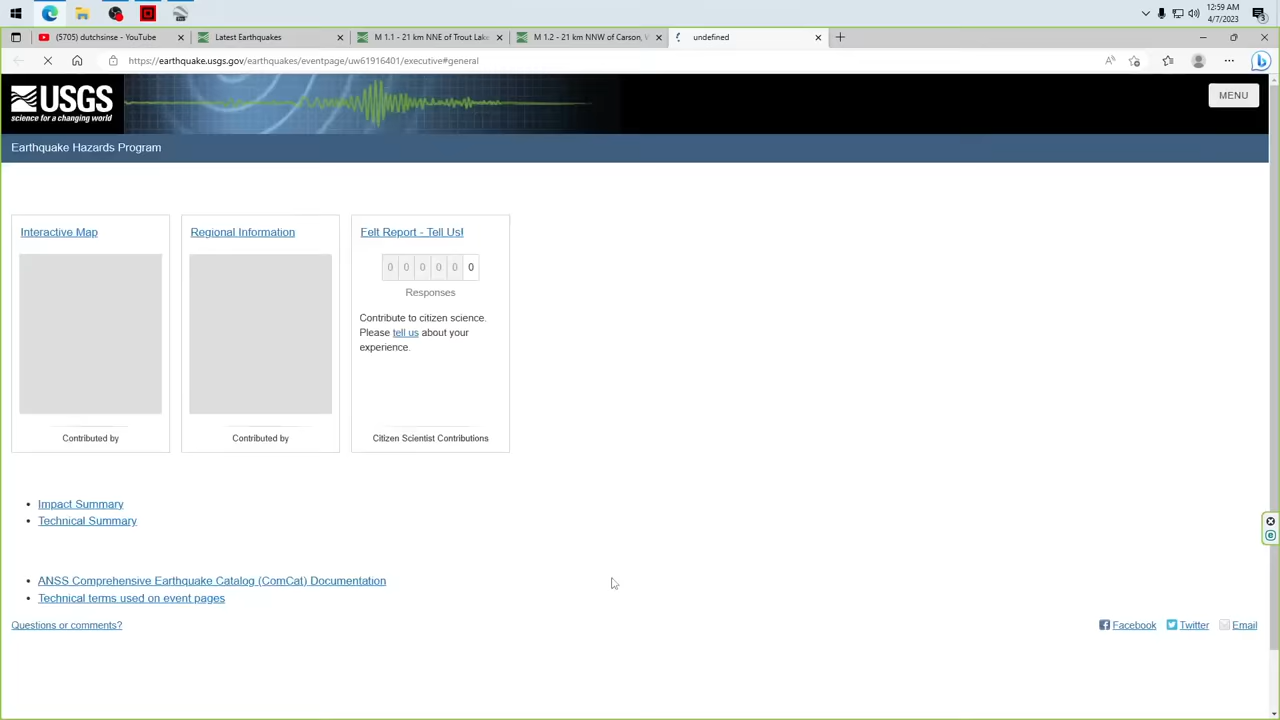 12:59 AM
4/7/2023
3
(5705) dutchsinse - YouTube
Latest Earthquakes
M 1.1 - 21 km NNE of Trout Lake
M 1.2 - 21 km NNW of Carson, W
undefined
https://earthquake.usgs.gov/earthquakes/eventpage/uw61916401/executive#general
USGS
science for a changing world
MENU
Earthquake Hazards Program
Interactive Map
Contributed by
Regional Information
Contributed by
Felt Report - Tell Us!
0 0 0 0 0 0
Responses
Contribute to citizen science.
Please tell us about your
experience.
Citizen Scientist Contributions
• Impact Summary
• Technical Summary
• ANSS Comprehensive Earthquake Catalog (ComCat) Documentation
• Technical terms used on event pages
Questions or comments?
Facebook Twitter Email